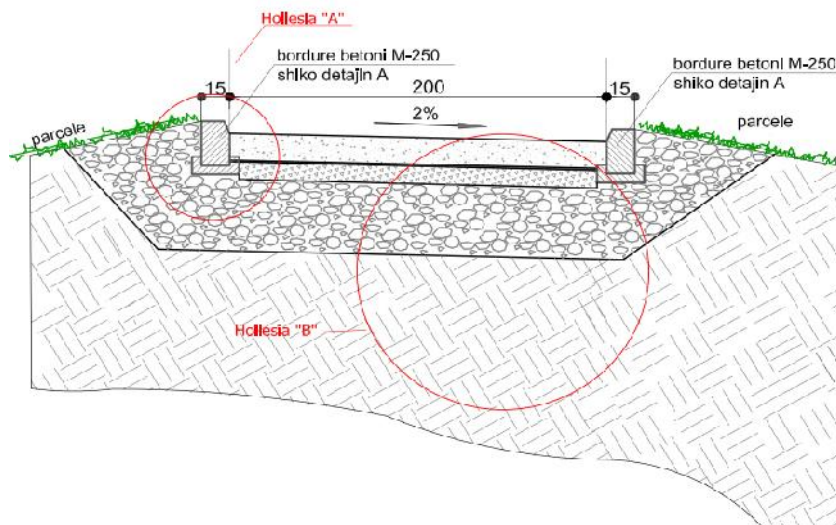 Hollesia "A"
bordure betoni M-250
shiko detajin A
bordure betoni M-250
shiko detajin A
15
200
15
2%
parcele
parcele
Hollesia "B"